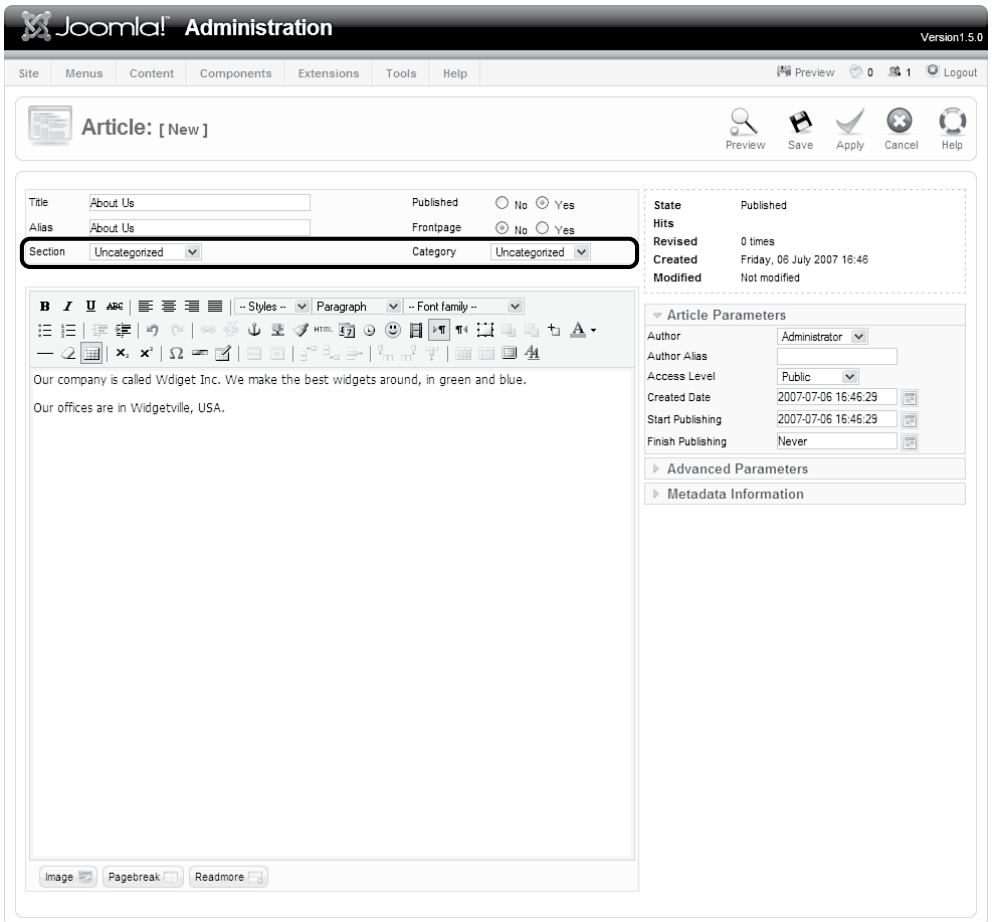 Joomla! Administration
Version1.5.0
Site Menus Content Components Extensions Tools Help Preview 0 1 Logout
Article: [ New ]
Preview Save Apply Cancel Help
Title About Us Published No Yes
Alias About Us Frontpage No Yes
Section Uncategorized Category Uncategorized
State Published
Hits
Revised 0 times
Created Friday, 06 July 2007 16:46
Modified Not modified
B I U ABC -- Styles -- Paragraph -- Font family --
HTML
Our company is called Wdiget Inc. We make the best widgets around, in green and blue.
Our offices are in Widgetville, USA.
Image Pagebreak Readmore
Article Parameters
Author Administrator
Author Alias
Access Level Public
Created Date 2007-07-06 16:46:29
Start Publishing 2007-07-06 16:46:29
Finish Publishing Never
Advanced Parameters
Metadata Information